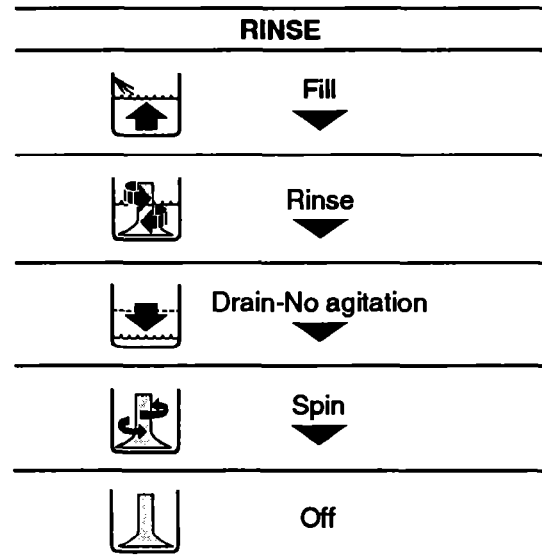 RINSE
Fill
Rinse
Drain-No agitation
Spin
Off